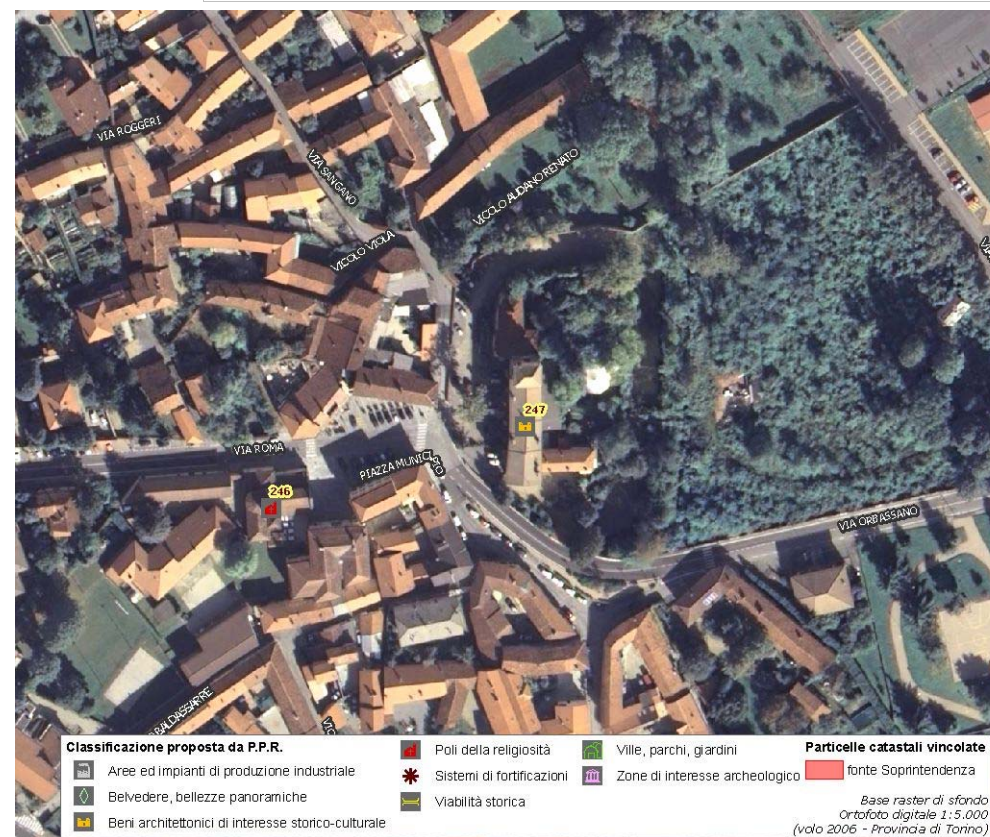 VIA ROGGERI
VIA SANGANO
VICOLO AUDANO RENATO
VICOLO VIOLA
247
VIA ROMA
PIAZZA MUNICIPIO
246
VIA ORBASSANO
BALDASSARRE
Classificazione proposta da P.P.R.
Aree ed impianti di produzione industriale
Belvedere, bellezze panoramiche
Beni architettonici di interesse storico-culturale
Poli della religiosità
Sistemi di fortificazioni
Viabilità storica
Ville, parchi, giardini
Zone di interesse archeologico
Particelle catastali vincolate
fonte Soprintendenza
Base raster di sfondo
Ortofoto digitale 1:5.000
(volo 2006 - Provincia di Torino)